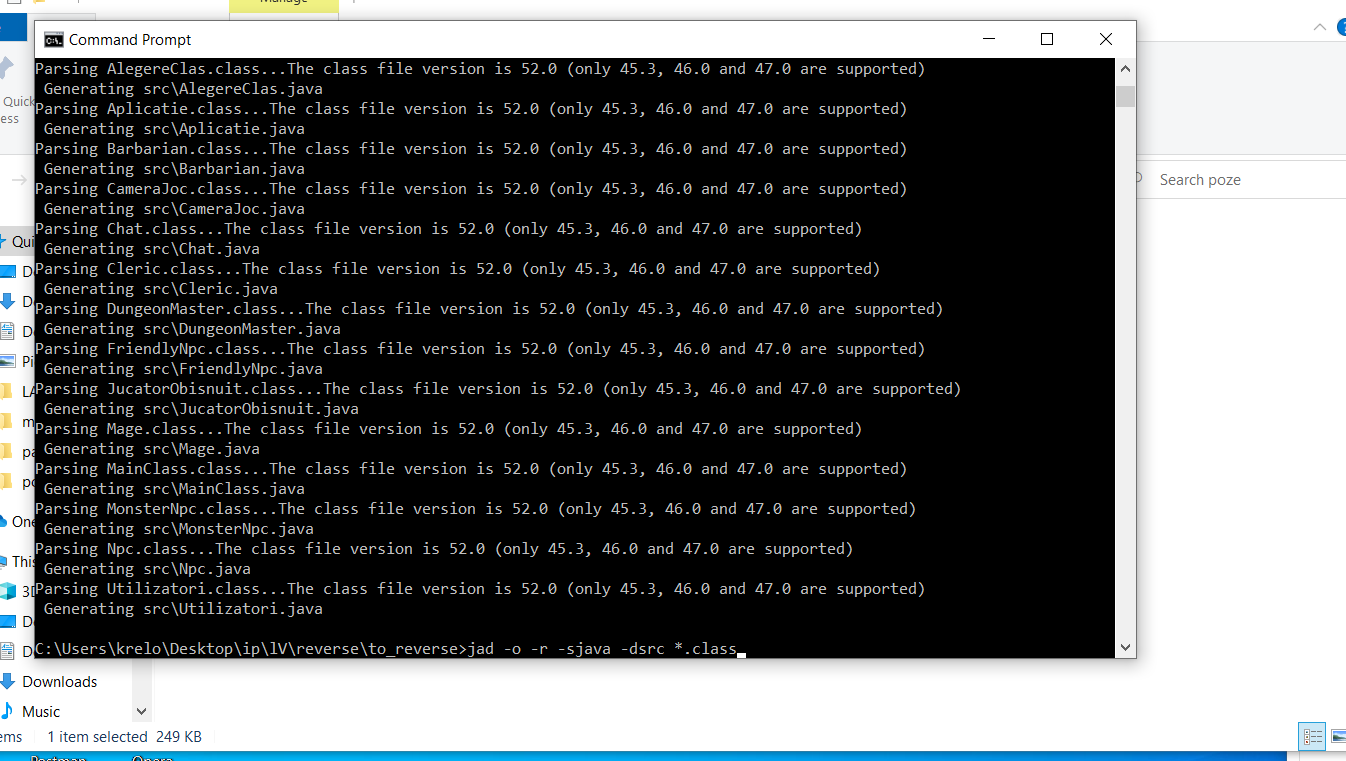 Manage
Command Prompt
Parsing AlegereClas.class...The class file version is 52.0 (only 45.3, 46.0 and 47.0 are supported)
Generating src\AlegereClas.java
Parsing Aplicatie.class...The class file version is 52.0 (only 45.3, 46.0 and 47.0 are supported)
Generating src\Aplicatie.java
Parsing Barbarian.class...The class file version is 52.0 (only 45.3, 46.0 and 47.0 are supported)
Generating src\Barbarian.java
Parsing CameraJoc.class...The class file version is 52.0 (only 45.3, 46.0 and 47.0 are supported)
Generating src\CameraJoc.java
Parsing Chat.class...The class file version is 52.0 (only 45.3, 46.0 and 47.0 are supported)
Generating src\Chat.java
Parsing Cleric.class...The class file version is 52.0 (only 45.3, 46.0 and 47.0 are supported)
Generating src\Cleric.java
Parsing DungeonMaster.class...The class file version is 52.0 (only 45.3, 46.0 and 47.0 are supported)
Generating src\DungeonMaster.java
Parsing FriendlyNpc.class...The class file version is 52.0 (only 45.3, 46.0 and 47.0 are supported)
Generating src\FriendlyNpc.java
Parsing JucatorObisnuit.class...The class file version is 52.0 (only 45.3, 46.0 and 47.0 are supported)
Generating src\JucatorObisnuit.java
Parsing Mage.class...The class file version is 52.0 (only 45.3, 46.0 and 47.0 are supported)
Generating src\Mage.java
Parsing MainClass.class...The class file version is 52.0 (only 45.3, 46.0 and 47.0 are supported)
Generating src\MainClass.java
Parsing MonsterNpc.class...The class file version is 52.0 (only 45.3, 46.0 and 47.0 are supported)
Generating src\MonsterNpc.java
Parsing Npc.class...The class file version is 52.0 (only 45.3, 46.0 and 47.0 are supported)
Generating src\Npc.java
Parsing Utilizatori.class...The class file version is 52.0 (only 45.3, 46.0 and 47.0 are supported)
Generating src\Utilizatori.java
C:\Users\krelo\Desktop\ip\lV\reverse\to_reverse>jad -o -r -sjava -dsrc *.class
Quick
ess
Search poze
Qui
One
This
3D
Downloads
Music
ems 1 item selected 249 KB
Postman Opera